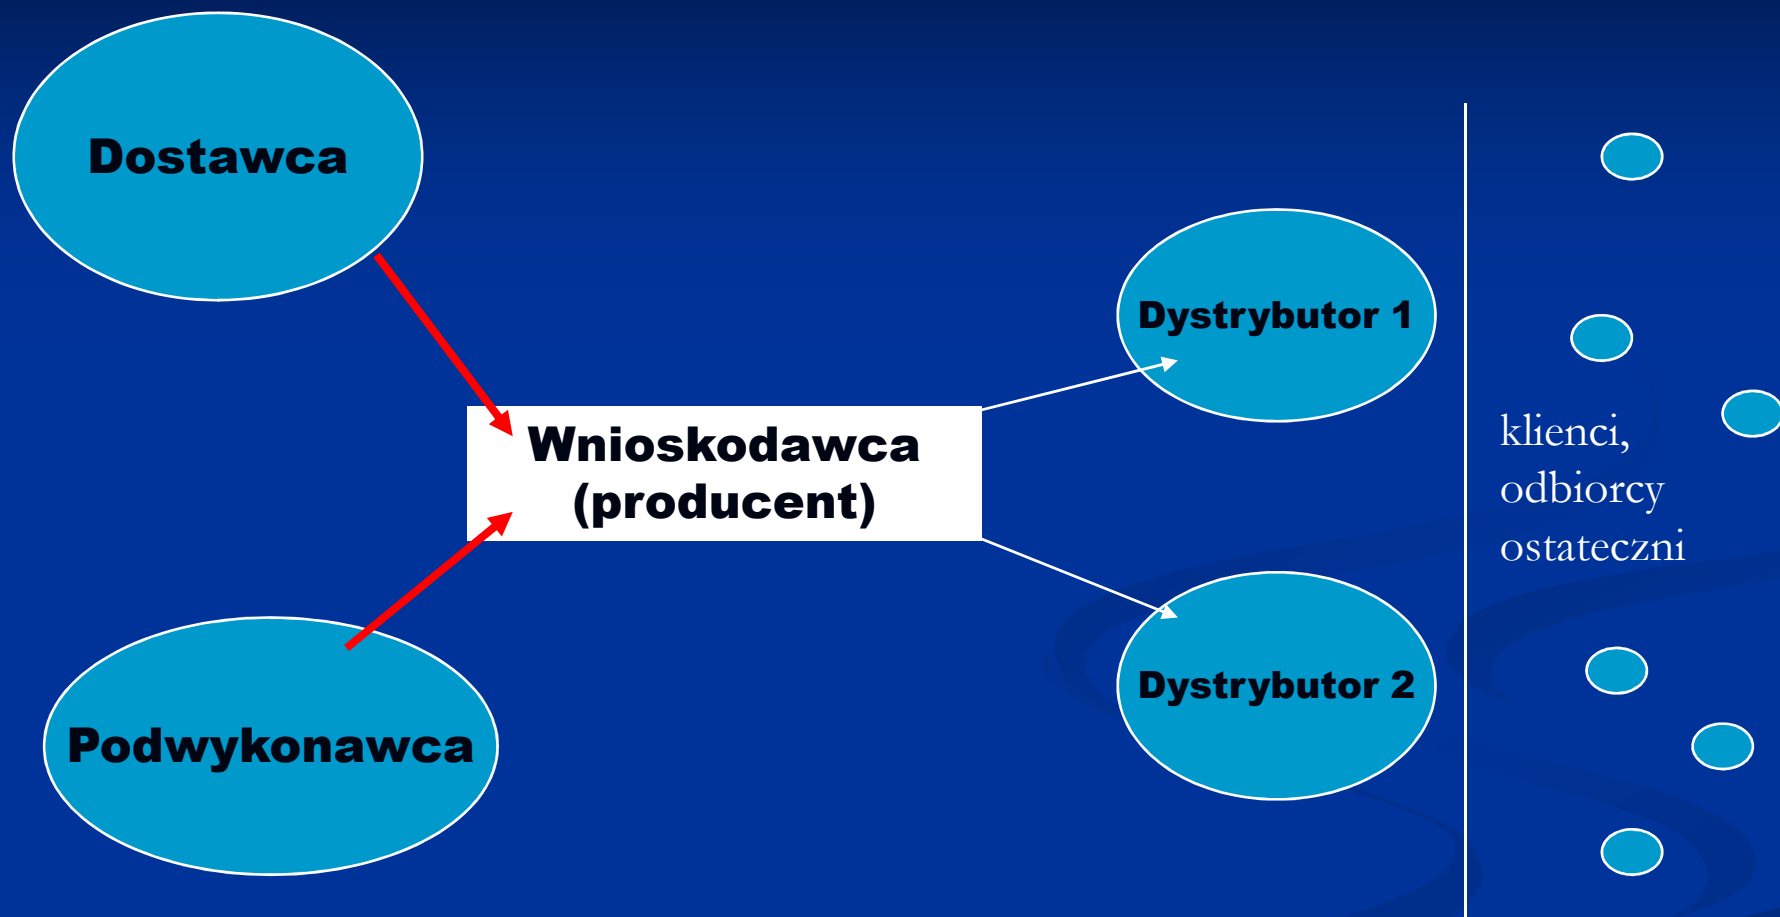 Dostawca
Dystrybutor 1
Wnioskodawca
(producent)
klienci,
odbiorcy
ostateczni
Dystrybutor 2
Podwykonawca